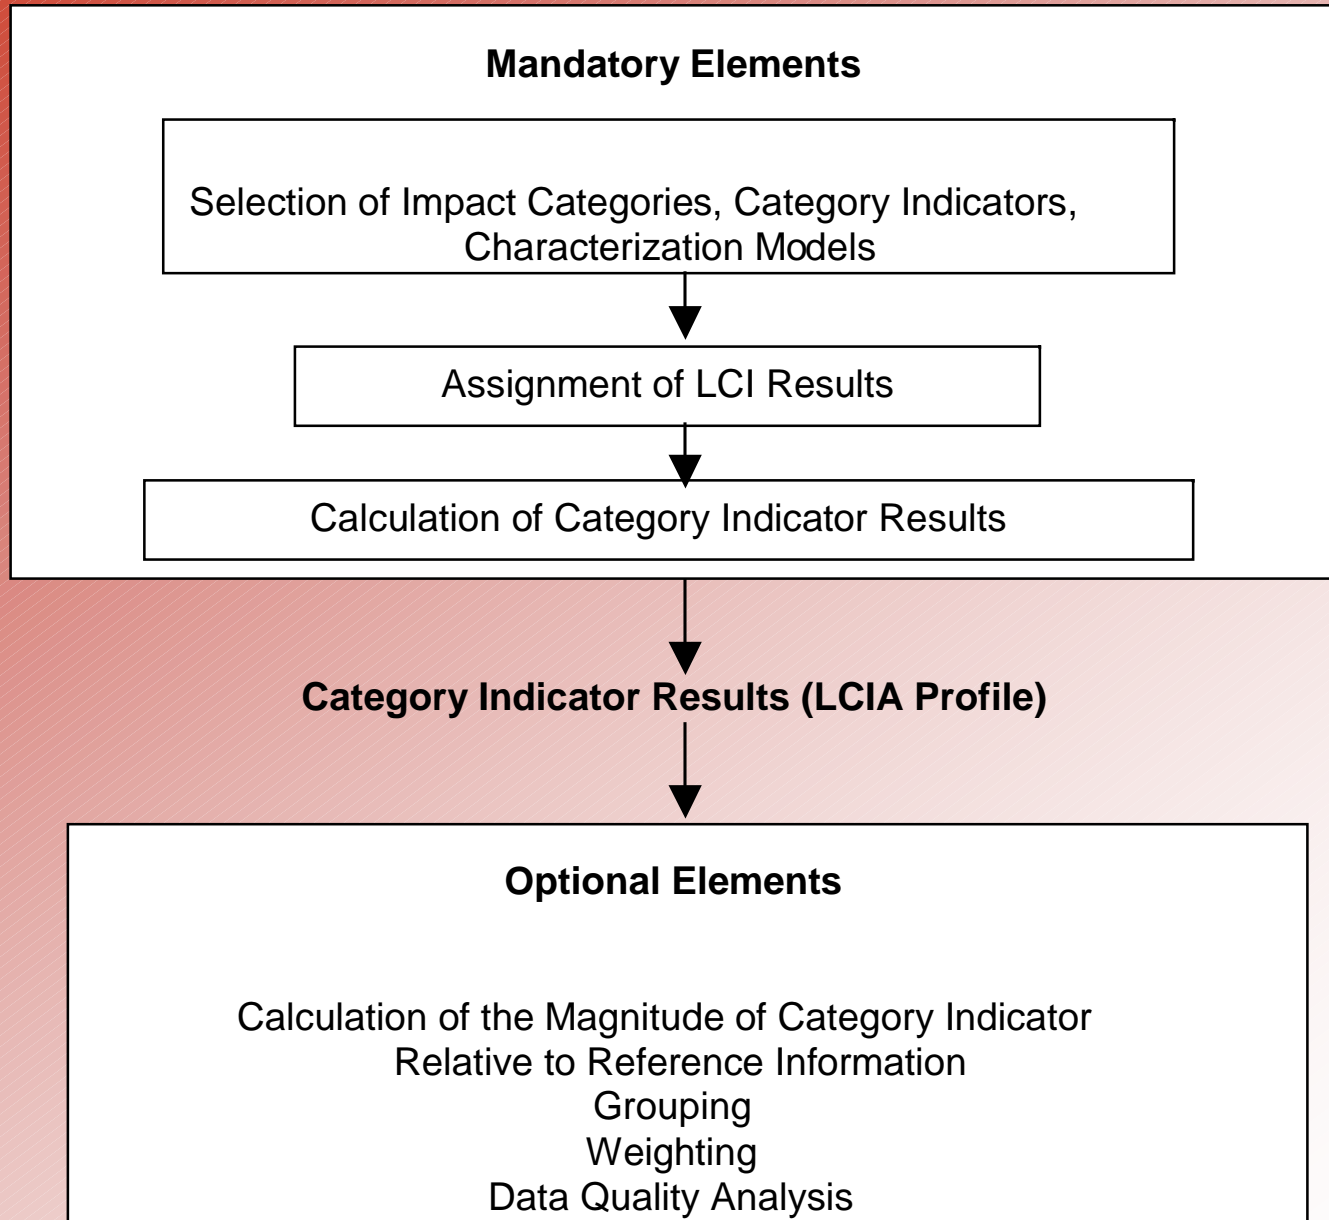 Mandatory Elements
Selection of Impact Categories, Category Indicators,
Characterization Models
Assignment of LCI Results
Calculation of Category Indicator Results
Category Indicator Results (LCIA Profile)
Optional Elements
Calculation of the Magnitude of Category Indicator
Relative to Reference Information
Grouping
Weighting
Data Quality Analysis